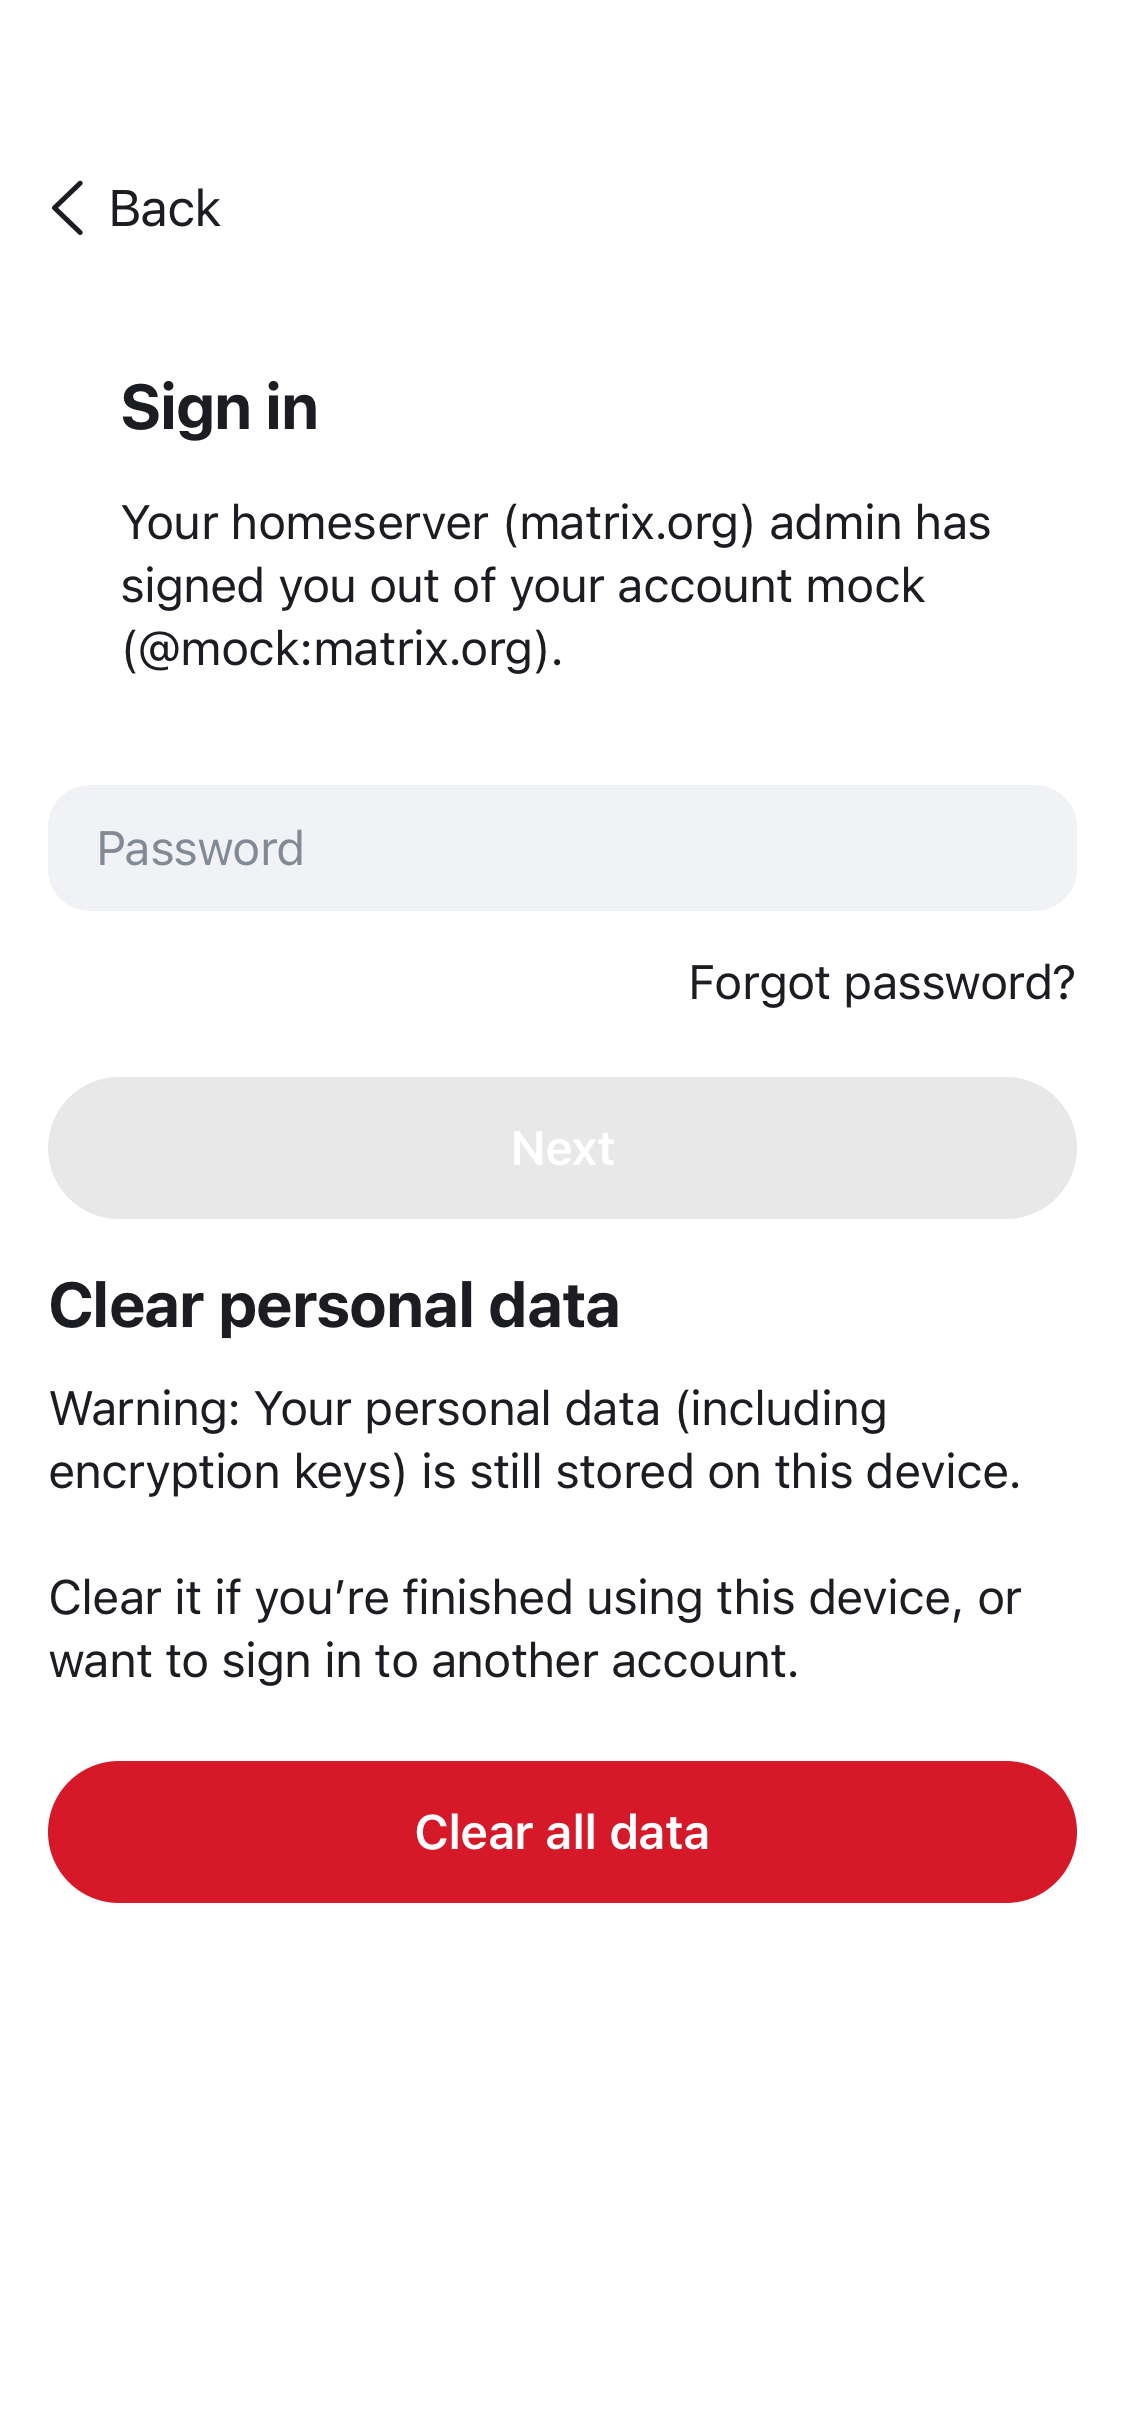 Back
Sign in
Your homeserver (matrix.org) admin has
signed you out of your account mock
(@mock:matrix.org).
Password
Forgot password?
Next
Clear personal data
Warning: Your personal data (including
encryption keys) is still stored on this device.
Clear it if you’re finished using this device, or
want to sign in to another account.
Clear all data